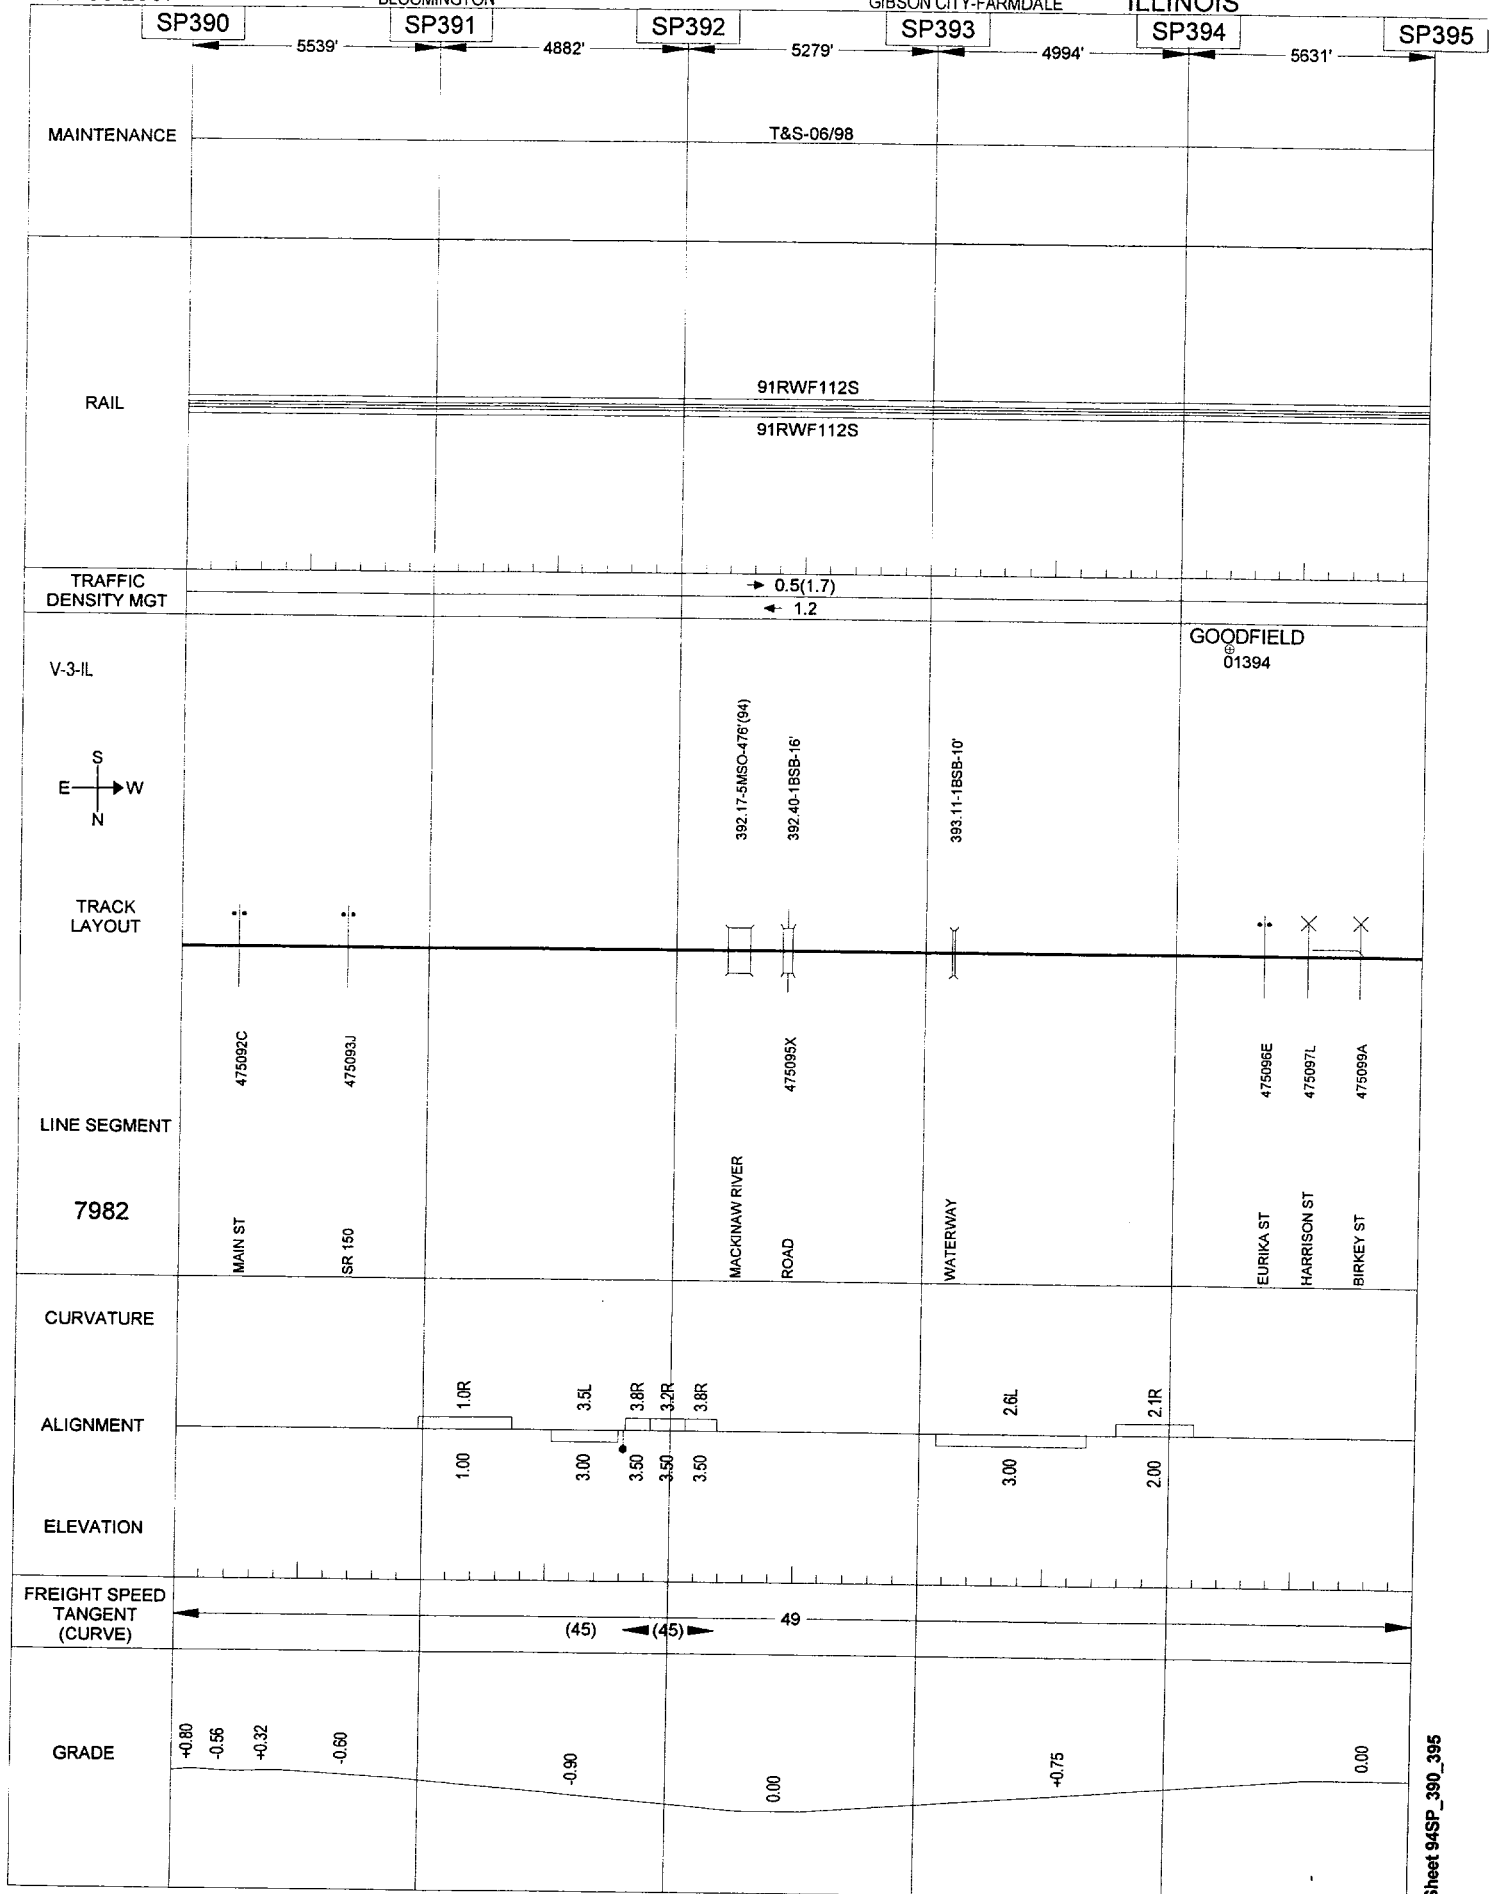 BLOOMINGTON
GIBSON CITY-FARMDALE
ILLINOIS
SP390
SP391
SP392
SP393
SP394
SP395
5539'
4882'
5279'
4994'
5631'
MAINTENANCE
T&S-06/98
RAIL
91RWF112S
91RWF112S
TRAFFIC
DENSITY MGT
0.5(1.7)
1.2
V-3-IL
GOODFIELD
01394
S
E W
N
392.17-5MSO-476'(94)
392.40-1BSB-16'
393.11-1BSB-10'
TRACK
LAYOUT
475092C
475093J
475095X
475096E
475097L
475099A
LINE SEGMENT
7982
MAIN ST
SR 150
MACKINAW RIVER
ROAD
WATERWAY
EURIKA ST
HARRISON ST
BIRKEY ST
CURVATURE
ALIGNMENT
1.0R
3.5L
3.8R
3.2R
3.8R
2.6L
2.1R
1.00
3.00
3.50
3.50
3.50
3.00
2.00
ELEVATION
FREIGHT SPEED
TANGENT
(CURVE)
49
(45)
(45)
GRADE
+0.80
-0.56
+0.32
-0.60
-0.90
0.00
+0.75
0.00
Sheet 94SP_390_395